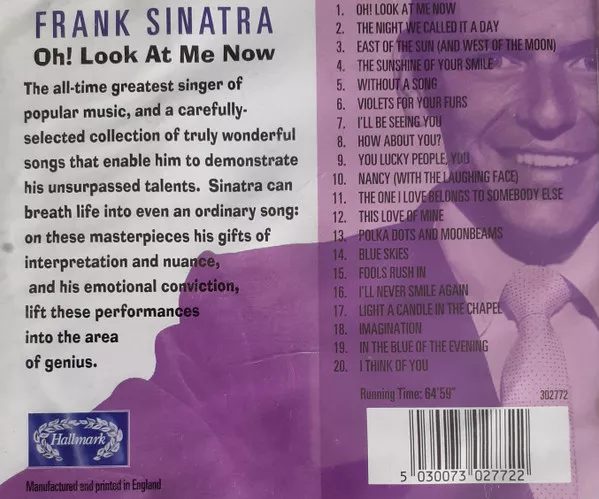 FRANK SINATRA
Oh! Look At Me Now
The all-time greatest singer of
popular music, and a carefully-
selected collection of truly wonderful
songs that enable him to demonstrate
his unsurpassed talents. Sinatra can
breath life into even an ordinary song:
on these masterpieces his gifts of
interpretation and nuance,
and his emotional conviction,
lift these performances
into the area
of genius.
Hallmark
Manufactured and printed in England
1. OH! LOOK AT ME NOW
2. THE NIGHT WE CALLED IT A DAY
3. EAST OF THE SUN (AND WEST OF THE MOON)
4. THE SUNSHINE OF YOUR SMILE
5. WITHOUT A SONG
6. VIOLETS FOR YOUR FURS
7. I'LL BE SEEING YOU
8. HOW ABOUT YOU?
9. YOU LUCKY PEOPLE, YOU
10. NANCY (WITH THE LAUGHING FACE)
11. THE ONE I LOVE BELONGS TO SOMEBODY ELSE
12. THIS LOVE OF MINE
13. POLKA DOTS AND MOONBEAMS
14. BLUE SKIES
15. FOOLS RUSH IN
16. I'LL NEVER SMILE AGAIN
17. LIGHT A CANDLE IN THE CHAPEL
18. IMAGINATION
19. IN THE BLUE OF THE EVENING
20. I THINK OF YOU
Running Time: 64'59"
302772
5 030073 027722